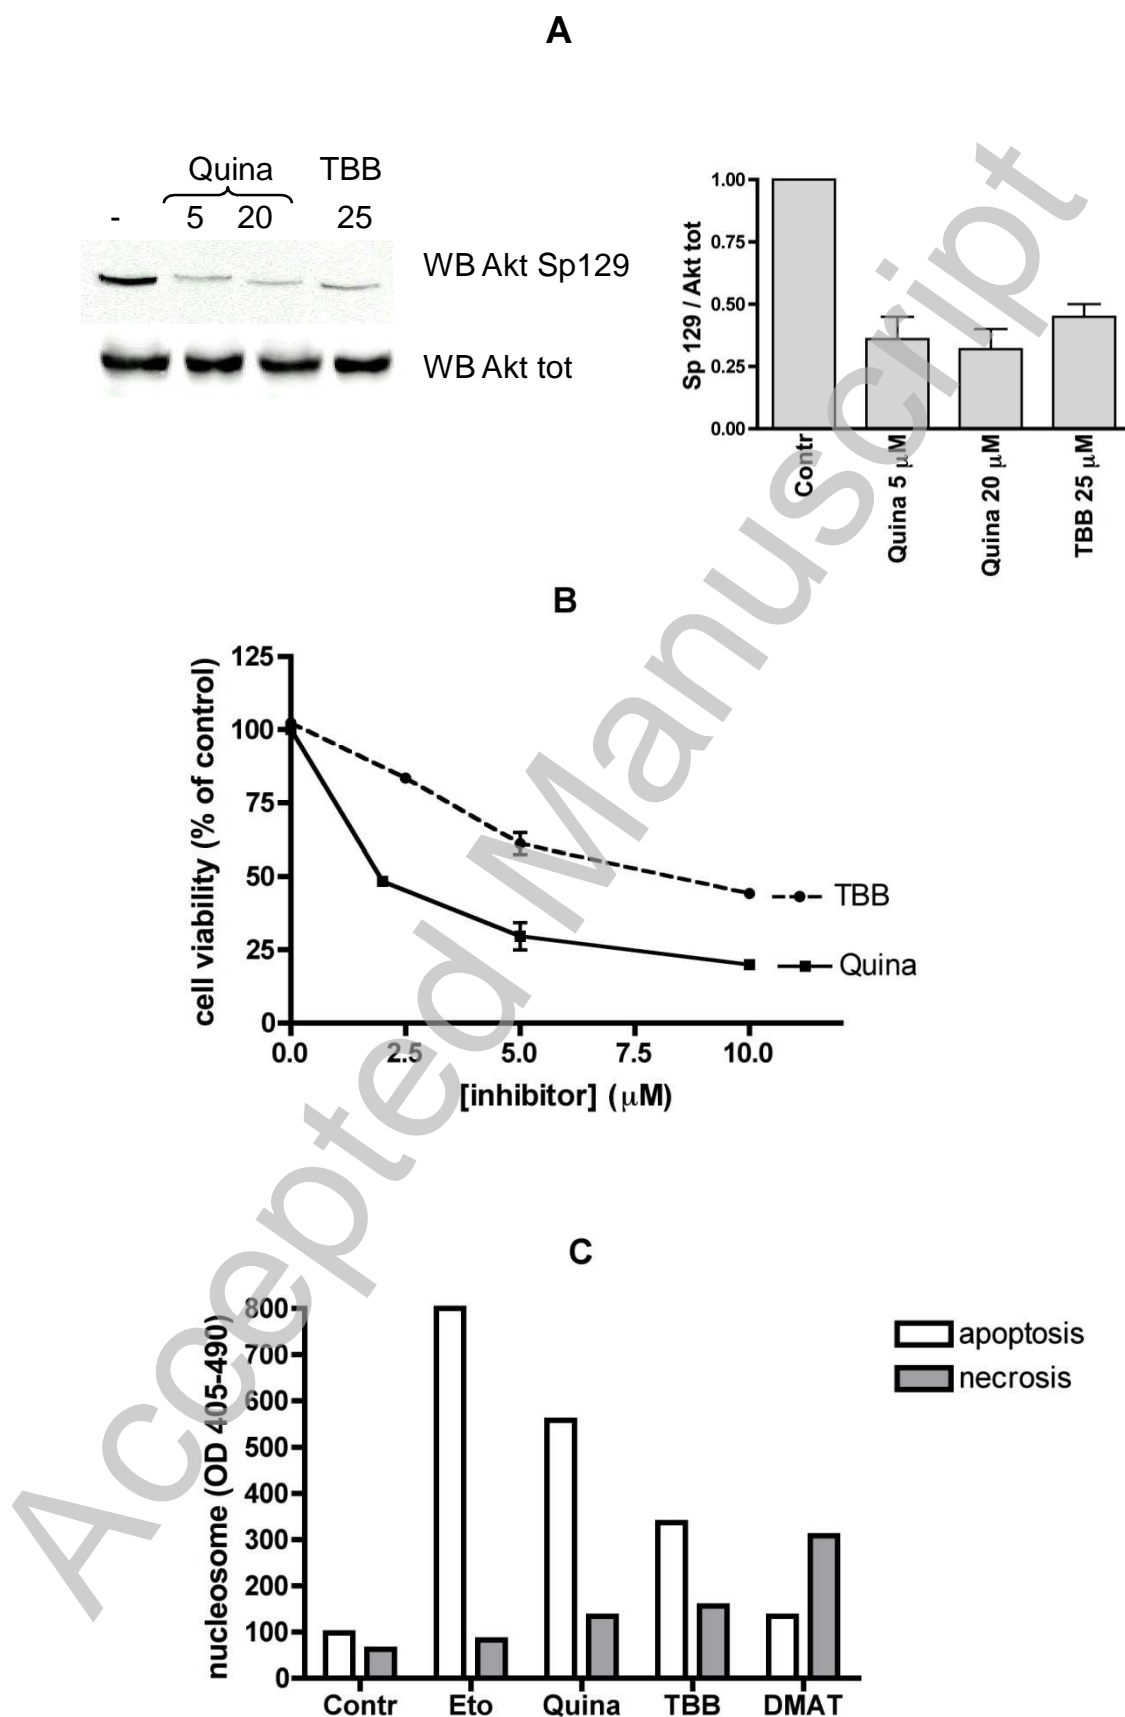 A
Quina TBB
- 5 20 25
WB Akt Sp129
WB Akt tot
Sp 129 / Akt tot
1.00
0.75
0.50
0.25
0.00
Contr
Quina 5 μM
Quina 20 μM
TBB 25 μM
B
cell viability (% of control)
125
100
75
50
25
0
0.0 2.5 5.0 7.5 10.0
[inhibitor] (μM)
TBB
Quina
C
nucleosome (OD 405-490)
800
700
600
500
400
300
200
100
0
Contr Eto Quina TBB DMAT
apoptosis
necrosis
Accepted Manuscript